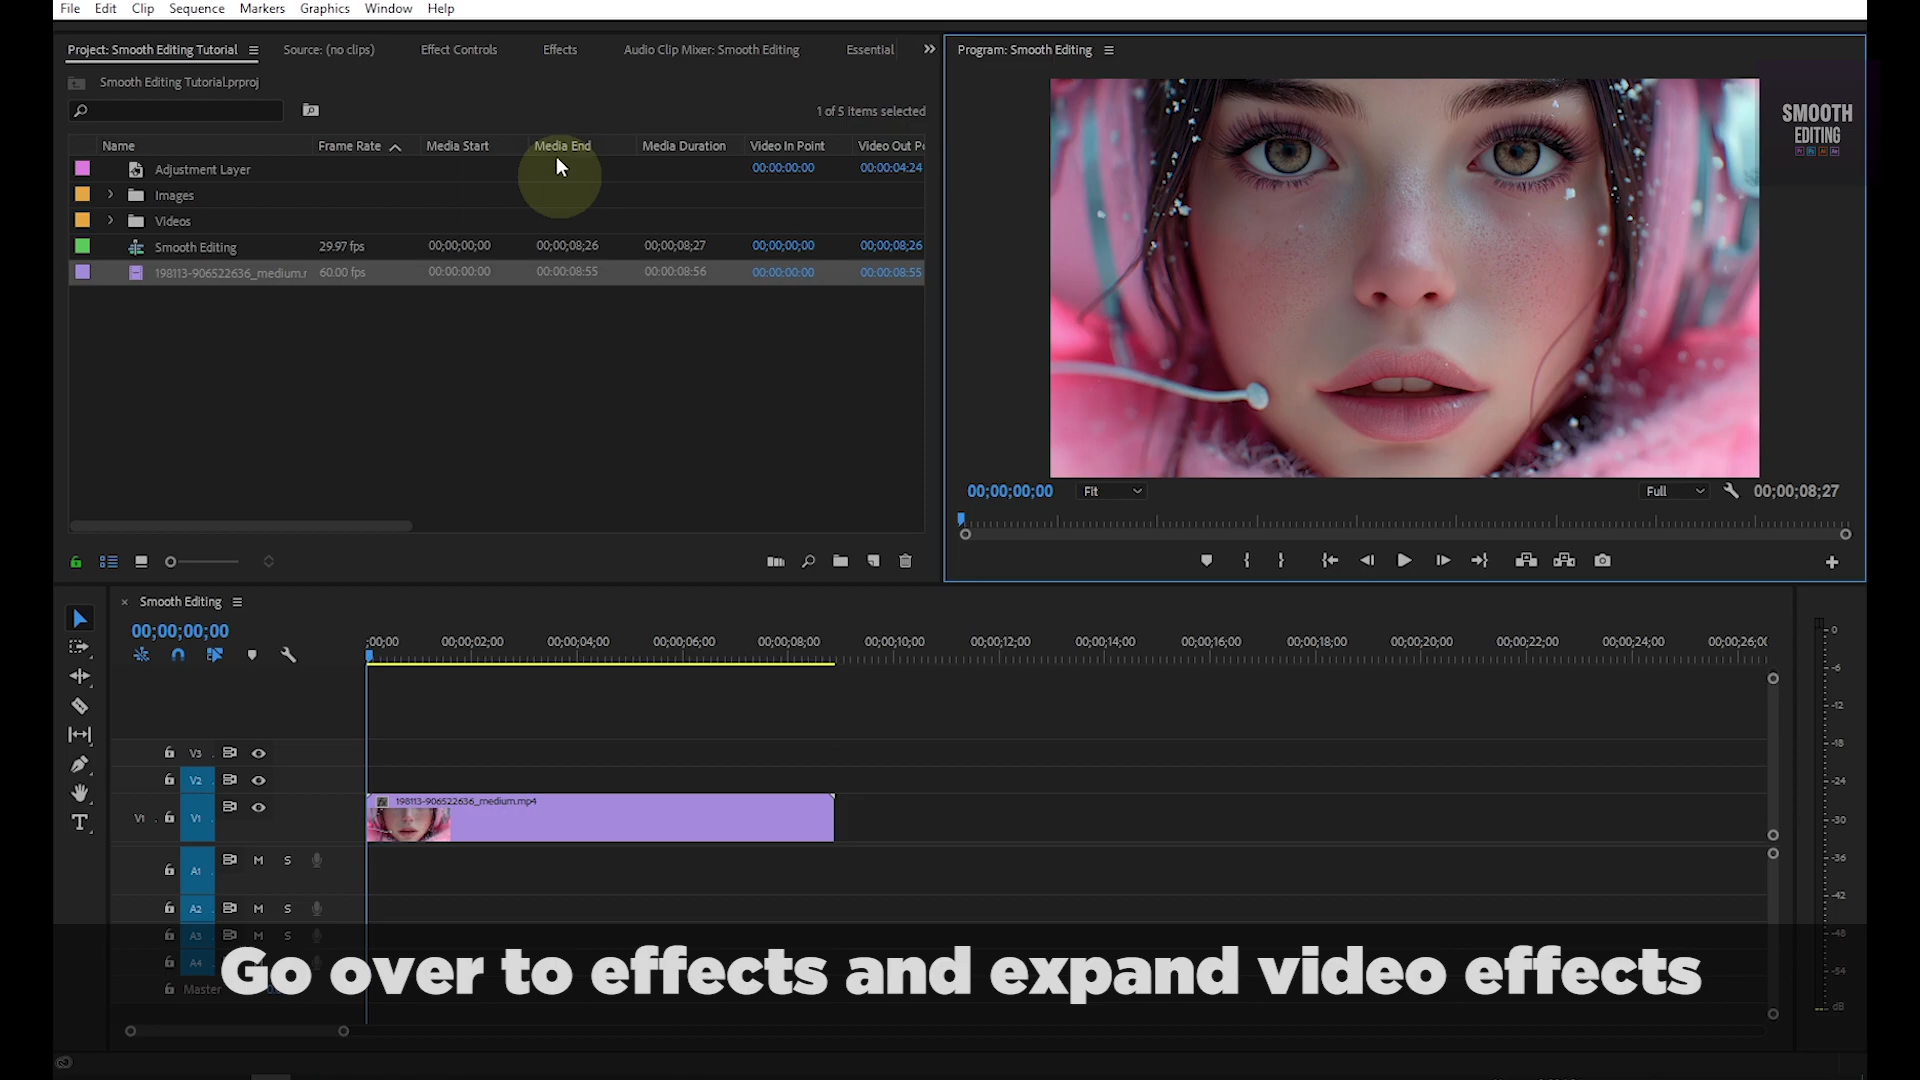 File Edit Clip Sequence Markers Graphics Window Help
Project: Smooth Editing Tutorial Source: (no clips) Effect Controls Effects Audio Clip Mixer: Smooth Editing Essential
Program: Smooth Editing
Smooth Editing Tutorial.prproj
1 of 5 items selected
Name Frame Rate Media Start Media End Media Duration Video In Point Video Out Po
Adjustment Layer 00:00:00:00 00:00:04:24
Images
Videos
Smooth Editing 29.97 fps 00;00;00;00 00;00;08;26 00;00;08;27 00;00;00;00 00;00;08;26
198113-906522636_medium.r 60.00 fps 00:00:00:00 00:00:08:55 00:00:08:56 00:00:00:00 00:00:08:55
SMOOTH
EDITING
Pr Ps Ai Ae
00;00;00;00 Fit Full 00;00;08;27
Smooth Editing
00;00;00;00
;00;00 00;00;02;00 00;00;04;00 00;00;06;00 00;00;08;00 00;00;10;00 00;00;12;00 00;00;14;00 00;00;16;00 00;00;18;00 00;00;20;00 00;00;22;00 00;00;24;00 00;00;26;00
V3
V2
198113-906522636_medium.mp4
V1 V1
A1 M S
A2 M S
A3 M S
A4
Master
0
-6
-12
-18
-24
-30
-36
-42
-48
-54
dB
Go over to effects and expand video effects